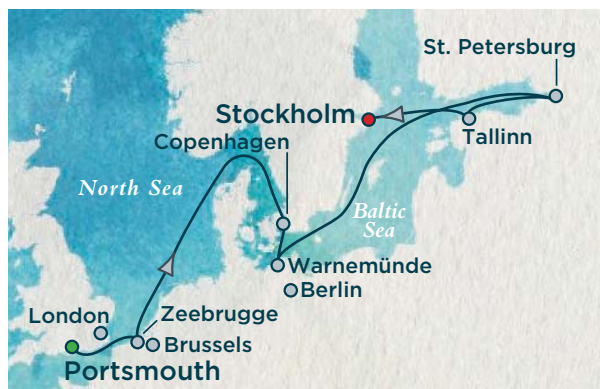 St. Petersburg
Stockholm
Copenhagen
Tallinn
North Sea
Baltic
Sea
Warnemünde
Berlin
London
Zeebrugge
Brussels
Portsmouth